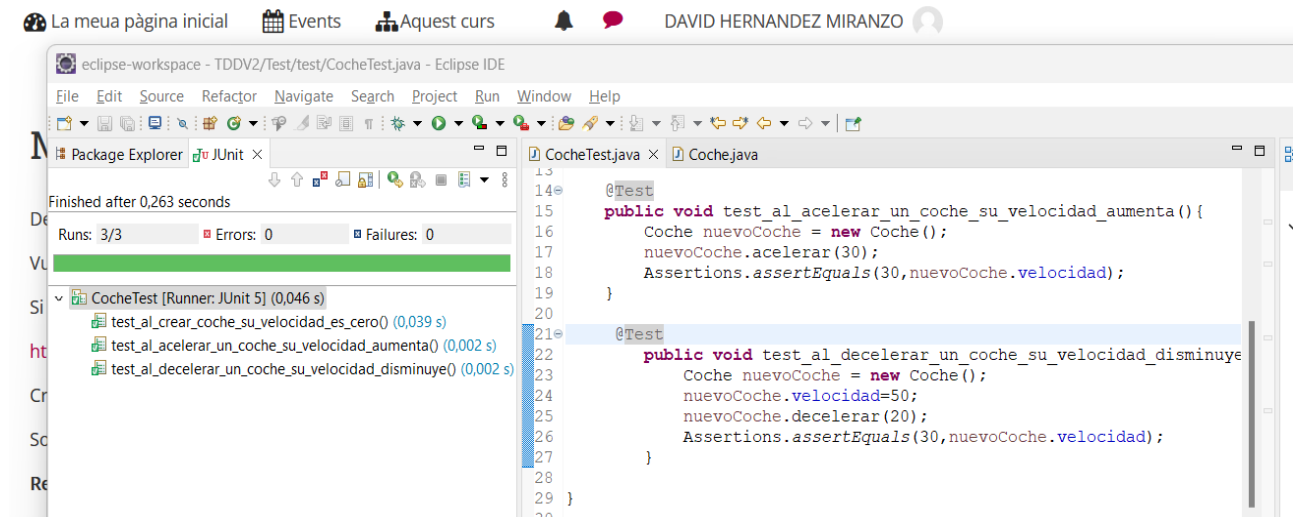 La meua pàgina inicial Events Aquest curs DAVID HERNANDEZ MIRANZO
eclipse-workspace - TDDV2/Test/test/CocheTest.java - Eclipse IDE
File Edit Source Refactor Navigate Search Project Run Window Help
Package Explorer JUnit
Finished after 0,263 seconds
Runs: 3/3 Errors: 0 Failures: 0
CocheTest [Runner: JUnit 5] (0,046 s)
test_al_crear_coche_su_velocidad_es_cero() (0,039 s)
test_al_acelerar_un_coche_su_velocidad_aumenta() (0,002 s)
test_al_decelerar_un_coche_su_velocidad_disminuye() (0,002 s)
CocheTest.java Coche.java
13
14 @Test
15 public void test_al_acelerar_un_coche_su_velocidad_aumenta(){
16 Coche nuevoCoche = new Coche();
17 nuevoCoche.acelerar(30);
18 Assertions.assertEquals(30,nuevoCoche.velocidad);
19 }
20
21 @Test
22 public void test_al_decelerar_un_coche_su_velocidad_disminuye
23 Coche nuevoCoche = new Coche();
24 nuevoCoche.velocidad=50;
25 nuevoCoche.decelerar(20);
26 Assertions.assertEquals(30,nuevoCoche.velocidad);
27 }
28
29 }
De
Vu
Si
ht
Cr
So
Re